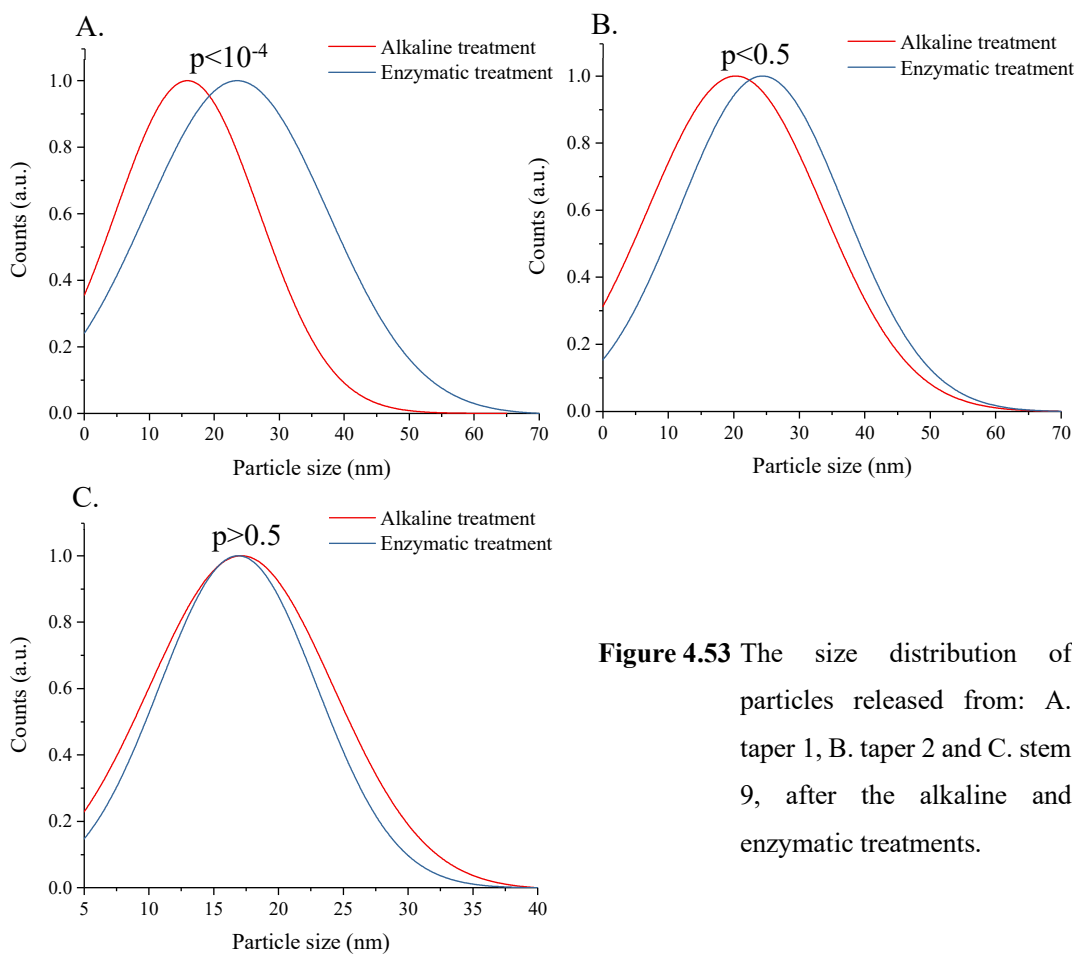 A.
p<10⁻⁴
Alkaline treatment
Enzymatic treatment
1.0
0.8
0.6
0.4
0.2
0.0
Counts (a.u.)
0 10 20 30 40 50 60 70
Particle size (nm)
B.
p<0.5
Alkaline treatment
Enzymatic treatment
1.0
0.8
0.6
0.4
0.2
0.0
Counts (a.u.)
0 10 20 30 40 50 60 70
Particle size (nm)
C.
p>0.5
Alkaline treatment
Enzymatic treatment
1.0
0.8
0.6
0.4
0.2
0.0
Counts (a.u.)
5 10 15 20 25 30 35 40
Particle size (nm)
Figure 4.53 The size distribution of
particles released from: A.
taper 1, B. taper 2 and C. stem
9, after the alkaline and
enzymatic treatments.